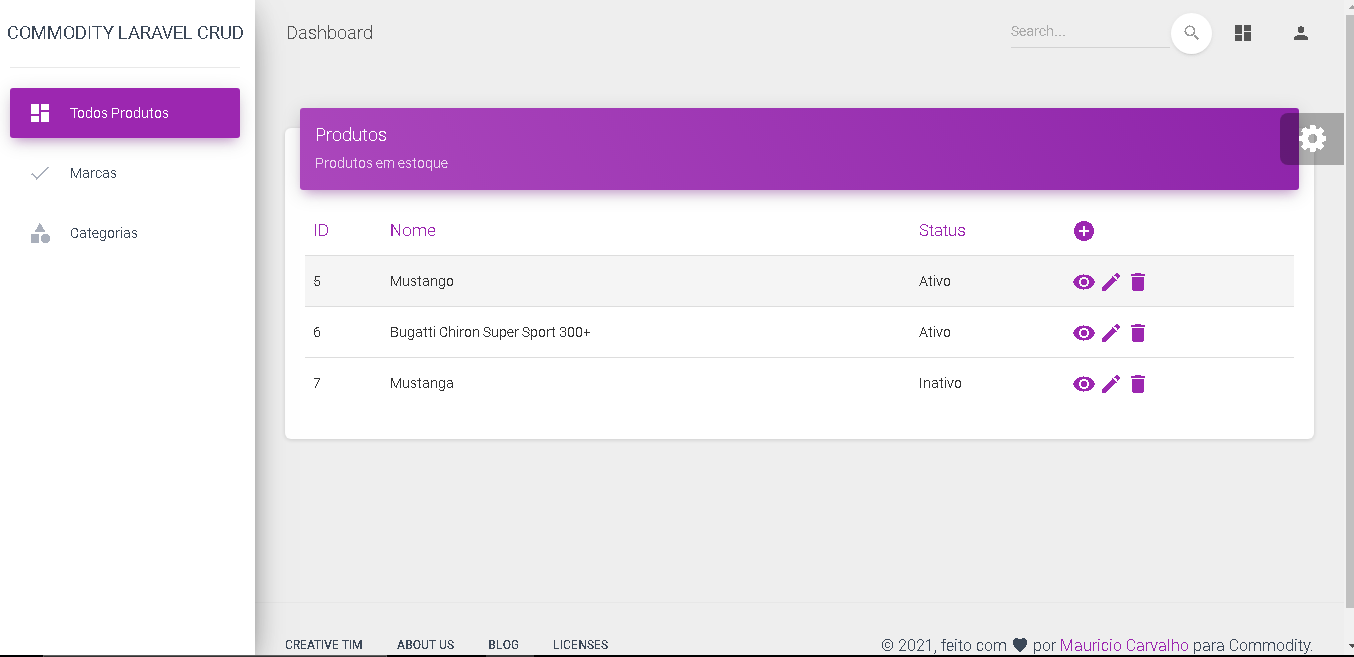 COMMODITY LARAVEL CRUD
Todos Produtos
Marcas
Categorias
Dashboard
Search...
Produtos
Produtos em estoque
ID Nome Status
5 Mustango Ativo
6 Bugatti Chiron Super Sport 300+ Ativo
7 Mustanga Inativo
CREATIVE TIM ABOUT US BLOG LICENSES
© 2021, feito com ♥ por Mauricio Carvalho para Commodity.